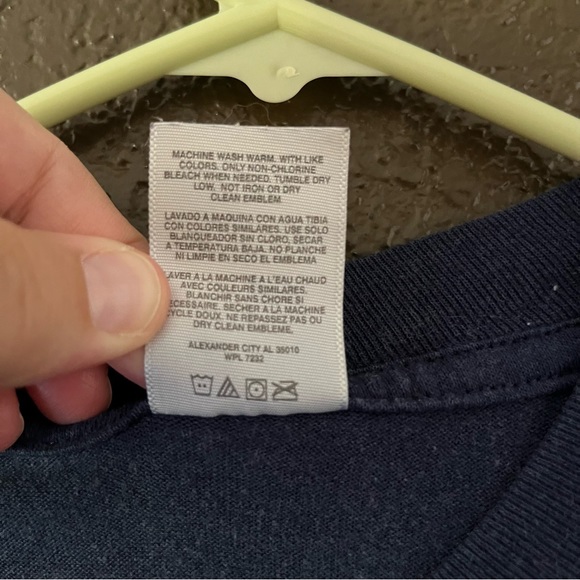 MACHINE WASH WARM. WITH LIKE
COLORS. ONLY NON-CHLORINE
BLEACH WHEN NEEDED. TUMBLE DRY
LOW. NOT IRON OR DRY
CLEAN EMBLEM
LAVADO A MAQUINA CON AGUA TIBIA
CON COLORES SIMILARES. USE SOLO
BLANQUEADOR SIN CLORO, SECAR
A TEMPERATURA BAJA. NO PLANCHE
NI LIMPIE EN SECO EL EMBLEMA
AVER A LA MACHINE A L'EAU CHAUD
AVEC COULEURS SIMILARES.
BLANCHIR SANS CHORE SI
ECESSAIRE. SECHER A LA MACHINE
YCLE DOUX. NE REPASSEZ PAS OU
DRY CLEAN EMBLEME.
ALEXANDER CITY AL 35010
WPL 7232